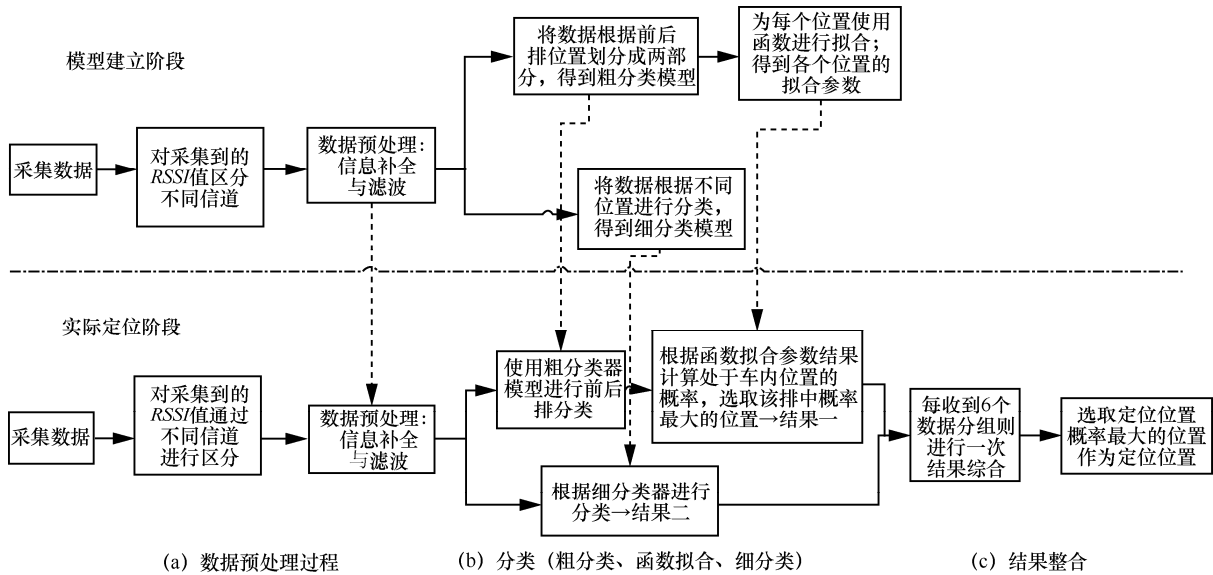 模型建立阶段
采集数据
对采集到的
RSSI值区分
不同信道
数据预处理：
信息补全
与滤波
将数据根据前后
排位置划分成两部
分，得到粗分类模型
为每个位置使用
函数进行拟合；
得到各个位置的
拟合参数
将数据根据不同
位置进行分类，
得到细分类模型
实际定位阶段
采集数据
对采集到的
RSSI值通过
不同信道
进行区分
数据预处理：
信息补全
与滤波
使用粗分类器
模型进行前后
排分类
根据函数拟合参数结果
计算处于车内位置的
概率，选取该排中概率
最大的位置→结果一
根据细分类器进行
分类→结果二
每收到6个
数据分组则
进行一次
结果综合
选取定位位置
概率最大的位置
作为定位位置
(a) 数据预处理过程
(b) 分类（粗分类、函数拟合、细分类）
(c) 结果整合